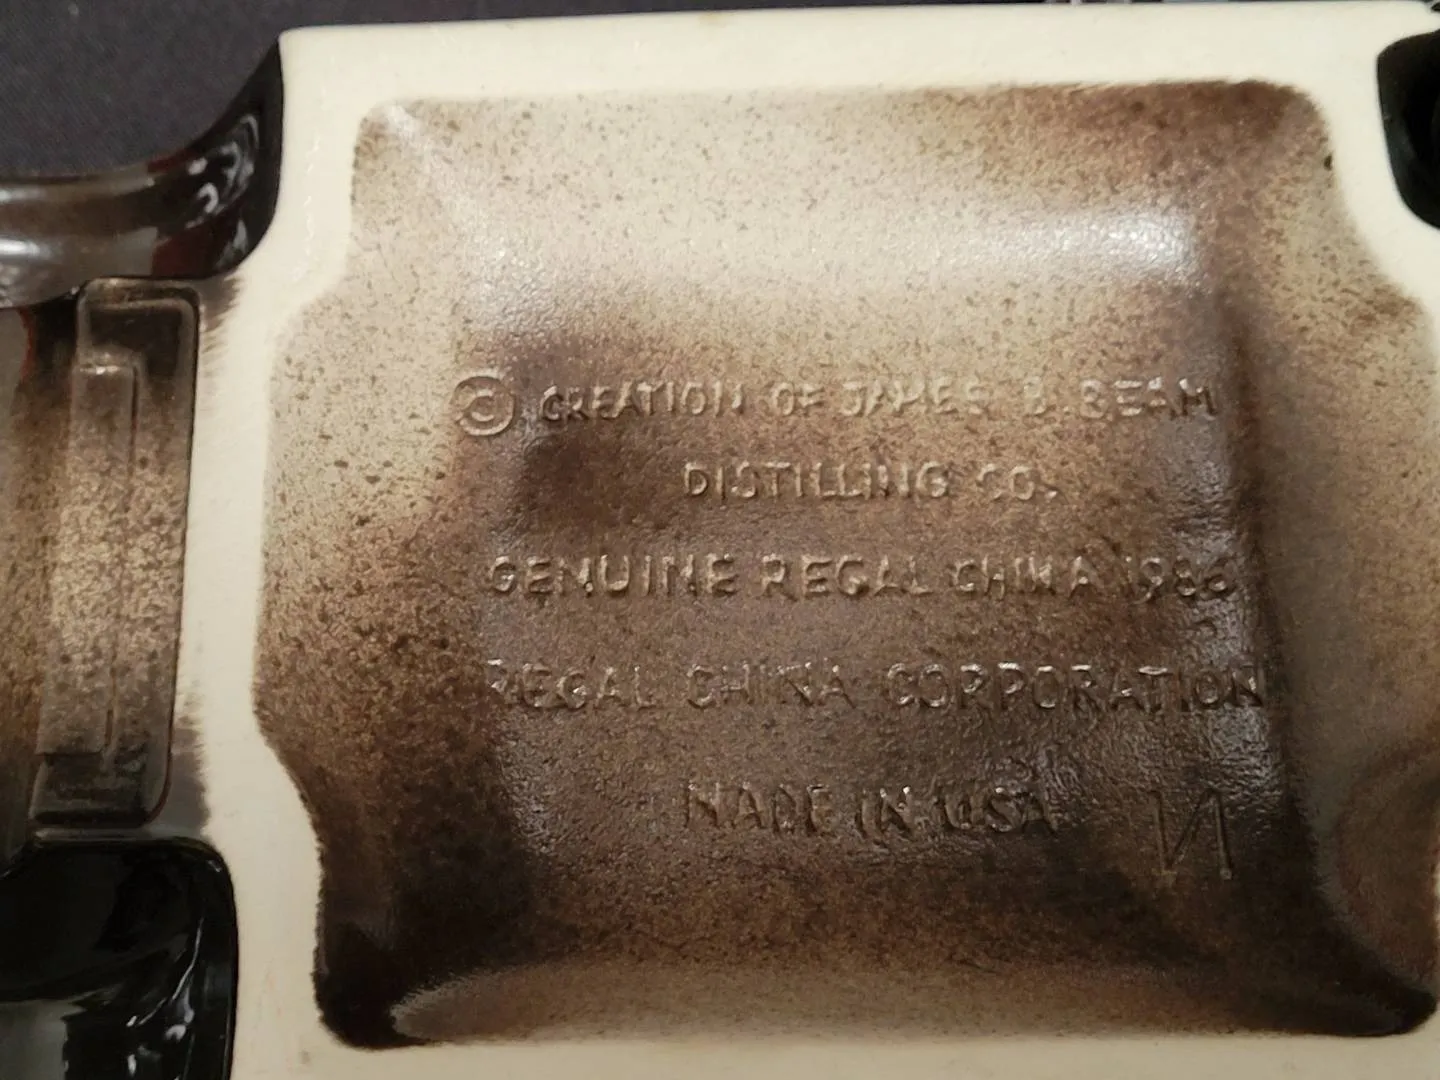 © CREATION OF JAMES B. BEAM
DISTILLING CO.
GENUINE REGAL CHINA 1986
REGAL CHINA CORPORATION
MADE IN USA